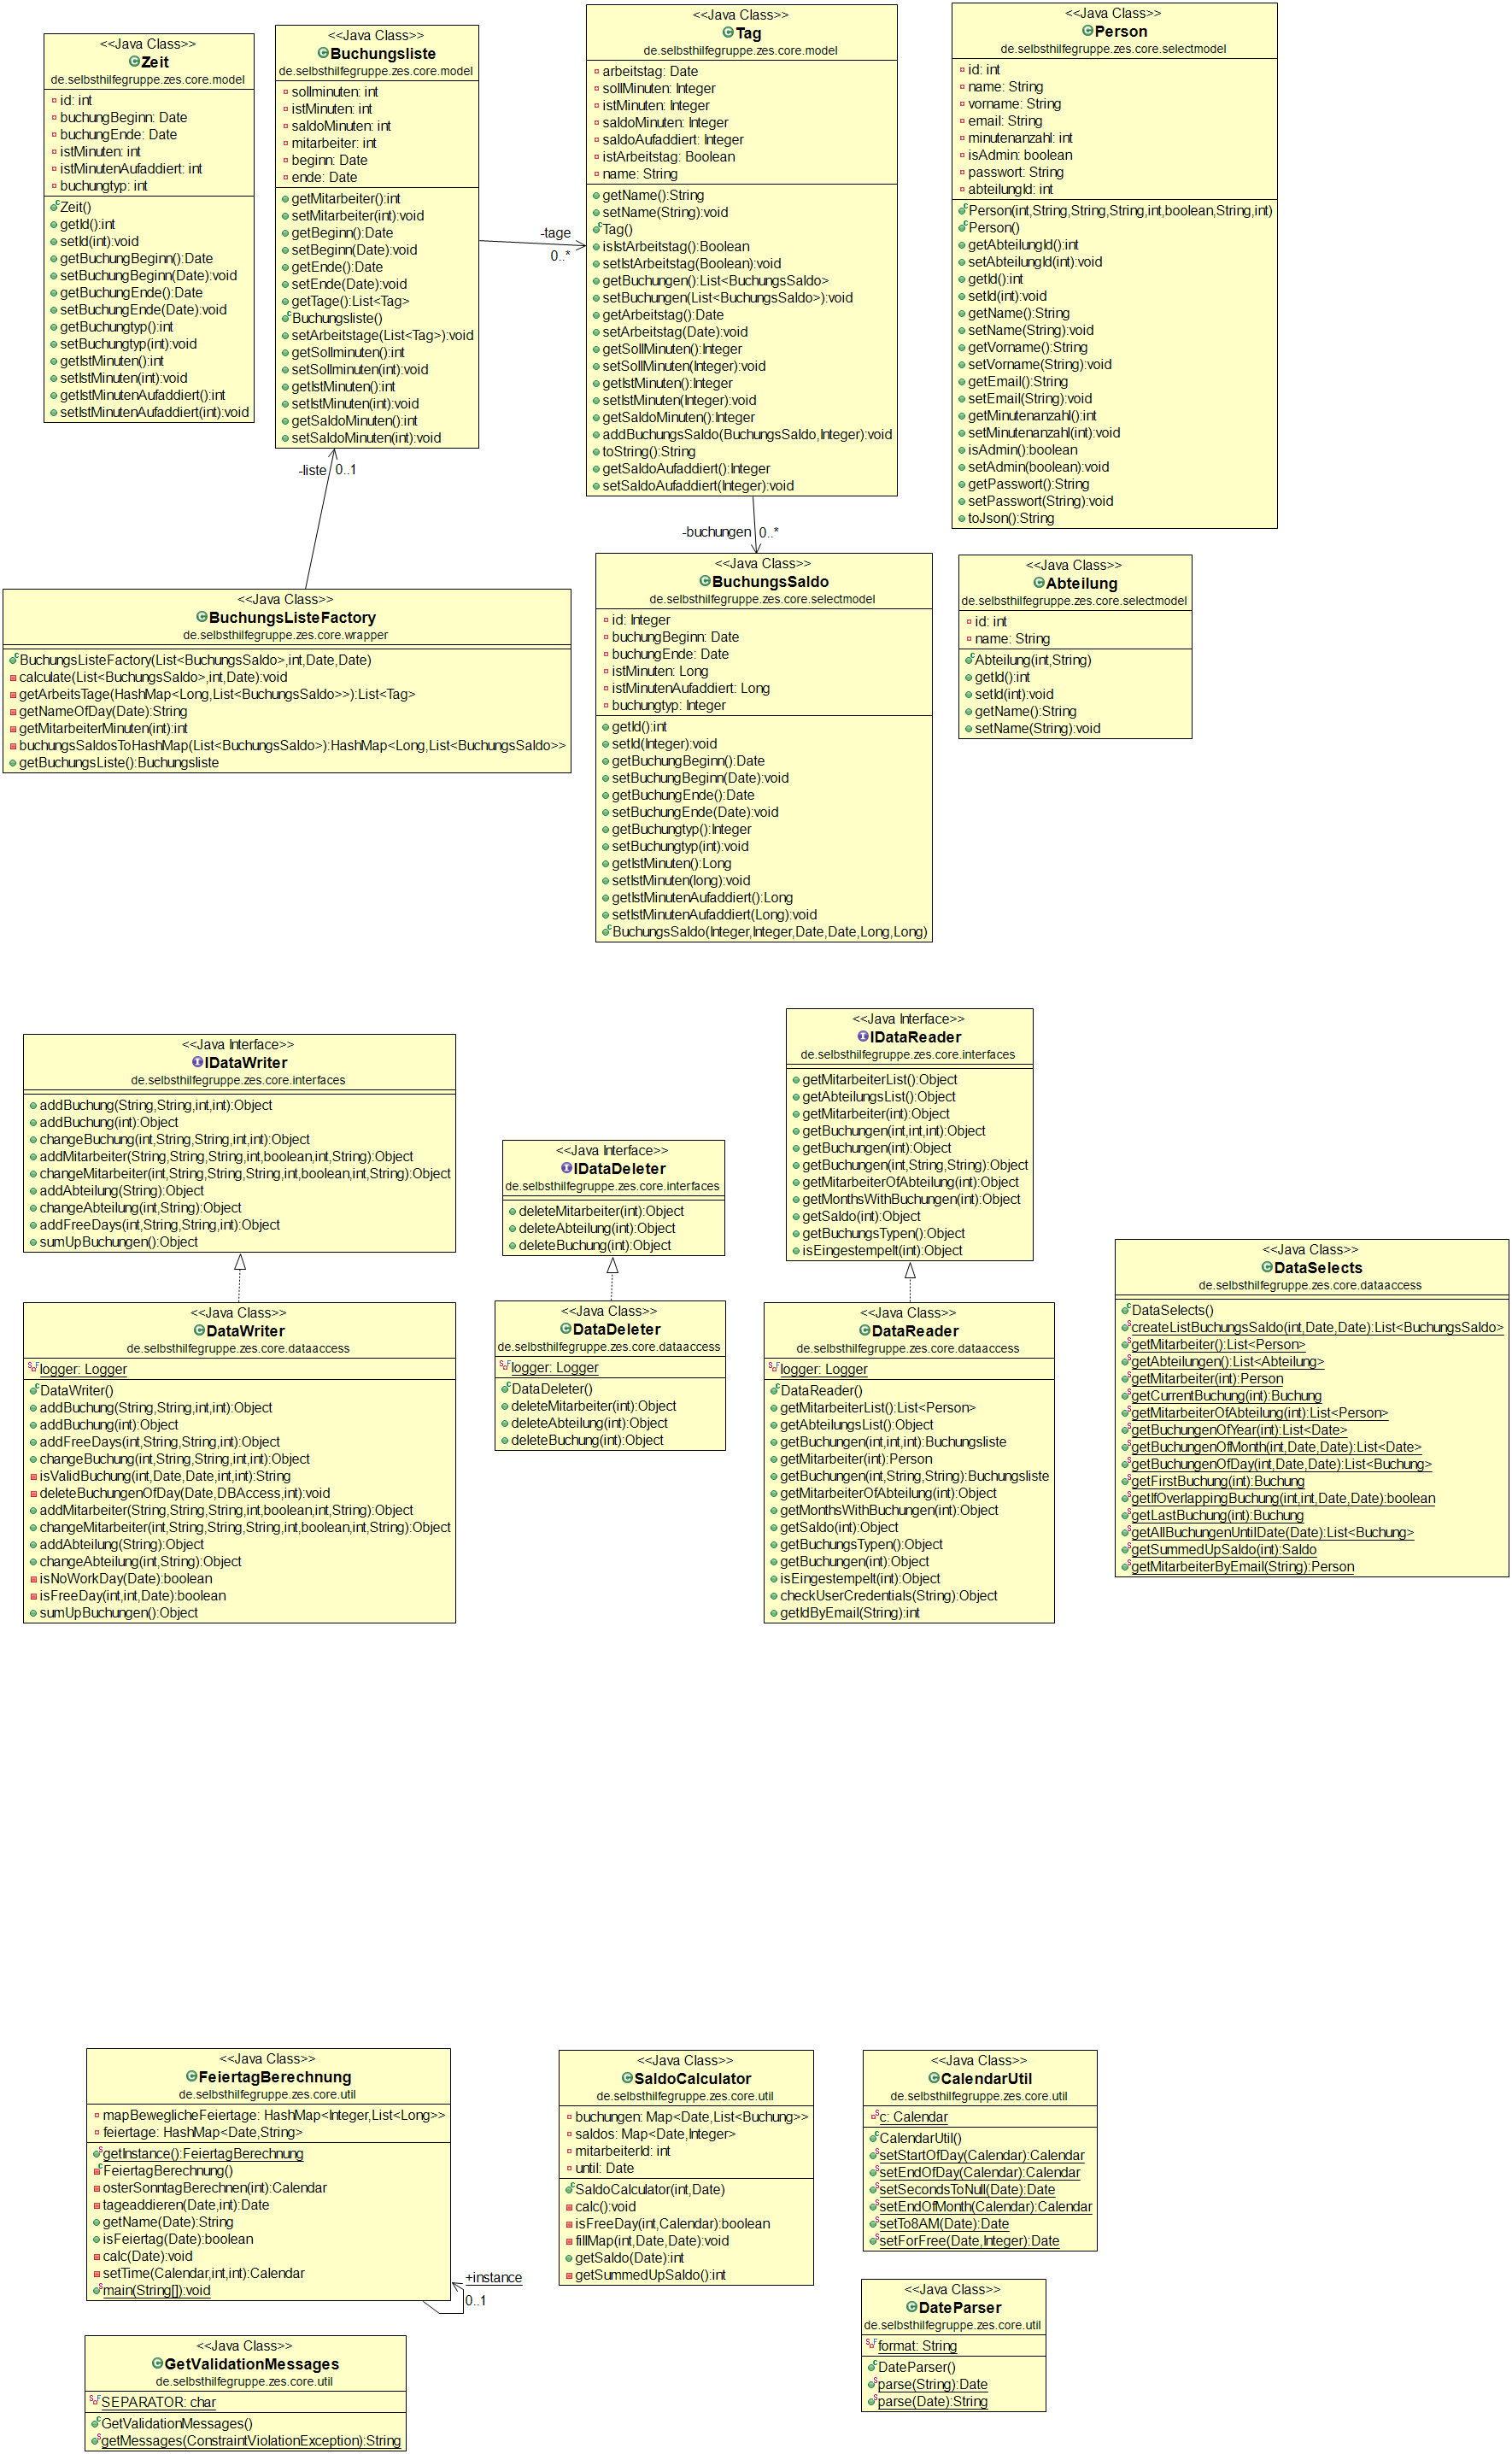 <<Java Class>>
Zeit
de.selbsthilfegruppe.zes.core.model
id: int
buchungBeginn: Date
buchungEnde: Date
istMinuten: int
istMinutenAufaddiert: int
buchungtyp: int
Zeit()
getId():int
setId(int):void
getBuchungBeginn():Date
setBuchungBeginn(Date):void
getBuchungEnde():Date
setBuchungEnde(Date):void
getBuchungtyp():int
setBuchungtyp(int):void
getIstMinuten():int
setIstMinuten(int):void
getIstMinutenAufaddiert():int
setIstMinutenAufaddiert(int):void
<<Java Class>>
Buchungsliste
de.selbsthilfegruppe.zes.core.model
sollminuten: int
istMinuten: int
saldoMinuten: int
mitarbeiter: int
beginn: Date
ende: Date
getMitarbeiter():int
setMitarbeiter(int):void
getBeginn():Date
setBeginn(Date):void
getEnde():Date
setEnde(Date):void
getTage():List<Tag>
Buchungsliste()
setArbeitstage(List<Tag>):void
getSollminuten():int
setSollminuten(int):void
getIstMinuten():int
setIstMinuten(int):void
getSaldoMinuten():int
setSaldoMinuten(int):void
-tage
0..*
<<Java Class>>
Tag
de.selbsthilfegruppe.zes.core.model
arbeitstag: Date
sollMinuten: Integer
istMinuten: Integer
saldoMinuten: Integer
saldoAufaddiert: Integer
istArbeitstag: Boolean
name: String
getName():String
setName(String):void
Tag()
isIstArbeitstag():Boolean
setIstArbeitstag(Boolean):void
getBuchungen():List<BuchungsSaldo>
setBuchungen(List<BuchungsSaldo>):void
getArbeitstag():Date
setArbeitstag(Date):void
getSollMinuten():Integer
setSollMinuten(Integer):void
getIstMinuten():Integer
setIstMinuten(Integer):void
getSaldoMinuten():Integer
addBuchungsSaldo(BuchungsSaldo,Integer):void
toString():String
getSaldoAufaddiert():Integer
setSaldoAufaddiert(Integer):void
<<Java Class>>
Person
de.selbsthilfegruppe.zes.core.selectmodel
id: int
name: String
vorname: String
email: String
minutenanzahl: int
isAdmin: boolean
passwort: String
abteilungId: int
Person(int,String,String,String,int,boolean,String,int)
Person()
getAbteilungId():int
setAbteilungId(int):void
getId():int
setId(int):void
getName():String
setName(String):void
getVorname():String
setVorname(String):void
getEmail():String
setEmail(String):void
getMinutenanzahl():int
setMinutenanzahl(int):void
isAdmin():boolean
setAdmin(boolean):void
getPasswort():String
setPasswort(String):void
toJson():String
-liste
0..1
-buchungen
0..*
<<Java Class>>
BuchungsListeFactory
de.selbsthilfegruppe.zes.core.wrapper
BuchungsListeFactory(List<BuchungsSaldo>,int,Date,Date)
calculate(List<BuchungsSaldo>,int,Date):void
getArbeitsTage(HashMap<Long,List<BuchungsSaldo>>):List<Tag>
getNameOfDay(Date):String
getMitarbeiterMinuten(int):int
buchungsSaldosToHashMap(List<BuchungsSaldo>):HashMap<Long,List<BuchungsSaldo>>
getBuchungsListe():Buchungsliste
<<Java Class>>
BuchungsSaldo
de.selbsthilfegruppe.zes.core.selectmodel
id: Integer
buchungBeginn: Date
buchungEnde: Date
istMinuten: Long
istMinutenAufaddiert: Long
buchungtyp: Integer
getId():int
setId(Integer):void
getBuchungBeginn():Date
setBuchungBeginn(Date):void
getBuchungEnde():Date
setBuchungEnde(Date):void
getBuchungtyp():Integer
setBuchungtyp(int):void
getIstMinuten():Long
setIstMinuten(long):void
getIstMinutenAufaddiert():Long
setIstMinutenAufaddiert(Long):void
BuchungsSaldo(Integer,Integer,Date,Date,Long,Long)
<<Java Class>>
Abteilung
de.selbsthilfegruppe.zes.core.selectmodel
id: int
name: String
Abteilung(int,String)
getId():int
setId(int):void
getName():String
setName(String):void
<<Java Interface>>
IDataWriter
de.selbsthilfegruppe.zes.core.interfaces
addBuchung(String,String,int,int):Object
addBuchung(int):Object
changeBuchung(int,String,String,int,int):Object
addMitarbeiter(String,String,String,int,boolean,int,String):Object
changeMitarbeiter(int,String,String,String,int,boolean,int,String):Object
addAbteilung(String):Object
changeAbteilung(int,String):Object
addFreeDays(int,String,String,int):Object
sumUpBuchungen():Object
<<Java Interface>>
IDataDeleter
de.selbsthilfegruppe.zes.core.interfaces
deleteMitarbeiter(int):Object
deleteAbteilung(int):Object
deleteBuchung(int):Object
<<Java Interface>>
IDataReader
de.selbsthilfegruppe.zes.core.interfaces
getMitarbeiterList():Object
getAbteilungsList():Object
getMitarbeiter(int):Object
getBuchungen(int,int,int):Object
getBuchungen(int):Object
getBuchungen(int,String,String):Object
getMitarbeiterOfAbteilung(int):Object
getMonthsWithBuchungen(int):Object
getSaldo(int):Object
getBuchungsTypen():Object
isEingestempelt(int):Object
<<Java Class>>
DataWriter
de.selbsthilfegruppe.zes.core.dataaccess
logger: Logger
DataWriter()
addBuchung(String,String,int,int):Object
addBuchung(int):Object
addFreeDays(int,String,String,int):Object
changeBuchung(int,String,String,int,int):Object
isValidBuchung(int,Date,Date,int,int):String
deleteBuchungenOfDay(Date,DBAccess,int):void
addMitarbeiter(String,String,String,int,boolean,int,String):Object
changeMitarbeiter(int,String,String,String,int,boolean,int,String):Object
addAbteilung(String):Object
changeAbteilung(int,String):Object
isNoWorkDay(Date):boolean
isFreeDay(int,int,Date):boolean
sumUpBuchungen():Object
<<Java Class>>
DataDeleter
de.selbsthilfegruppe.zes.core.dataaccess
logger: Logger
DataDeleter()
deleteMitarbeiter(int):Object
deleteAbteilung(int):Object
deleteBuchung(int):Object
<<Java Class>>
DataReader
de.selbsthilfegruppe.zes.core.dataaccess
logger: Logger
DataReader()
getMitarbeiterList():List<Person>
getAbteilungsList():Object
getBuchungen(int,int,int):Buchungsliste
getMitarbeiter(int):Person
getBuchungen(int,String,String):Buchungsliste
getMitarbeiterOfAbteilung(int):Object
getMonthsWithBuchungen(int):Object
getSaldo(int):Object
getBuchungsTypen():Object
getBuchungen(int):Object
isEingestempelt(int):Object
checkUserCredentials(String):Object
getIdByEmail(String):int
<<Java Class>>
DataSelects
de.selbsthilfegruppe.zes.core.dataaccess
DataSelects()
createListBuchungsSaldo(int,Date,Date):List<BuchungsSaldo>
getMitarbeiter():List<Person>
getAbteilungen():List<Abteilung>
getMitarbeiter(int):Person
getCurrentBuchung(int):Buchung
getMitarbeiterOfAbteilung(int):List<Person>
getBuchungenOfYear(int):List<Date>
getBuchungenOfMonth(int,Date,Date):List<Date>
getBuchungenOfDay(int,Date,Date):List<Buchung>
getFirstBuchung(int):Buchung
getIfOverlappingBuchung(int,int,Date,Date):boolean
getLastBuchung(int):Buchung
getAllBuchungenUntilDate(Date):List<Buchung>
getSummedUpSaldo(int):Saldo
getMitarbeiterByEmail(String):Person
<<Java Class>>
FeiertagBerechnung
de.selbsthilfegruppe.zes.core.util
mapBeweglicheFeiertage: HashMap<Integer,List<Long>>
feiertage: HashMap<Date,String>
getInstance():FeiertagBerechnung
FeiertagBerechnung()
osterSonntagBerechnen(int):Calendar
tageaddieren(Date,int):Date
getName(Date):String
isFeiertag(Date):boolean
calc(Date):void
setTime(Calendar,int,int):Calendar
main(String[]):void
+instance
0..1
<<Java Class>>
SaldoCalculator
de.selbsthilfegruppe.zes.core.util
buchungen: Map<Date,List<Buchung>>
saldos: Map<Date,Integer>
mitarbeiterId: int
until: Date
SaldoCalculator(int,Date)
calc():void
isFreeDay(int,Calendar):boolean
fillMap(int,Date,Date):void
getSaldo(Date):int
getSummedUpSaldo():int
<<Java Class>>
CalendarUtil
de.selbsthilfegruppe.zes.core.util
c: Calendar
CalendarUtil()
setStartOfDay(Calendar):Calendar
setEndOfDay(Calendar):Calendar
setSecondsToNull(Date):Date
setEndOfMonth(Calendar):Calendar
setTo8AM(Date):Date
setForFree(Date,Integer):Date
<<Java Class>>
DateParser
de.selbsthilfegruppe.zes.core.util
format: String
DateParser()
parse(String):Date
parse(Date):String
<<Java Class>>
GetValidationMessages
de.selbsthilfegruppe.zes.core.util
SEPARATOR: char
GetValidationMessages()
getMessages(ConstraintViolationException):String